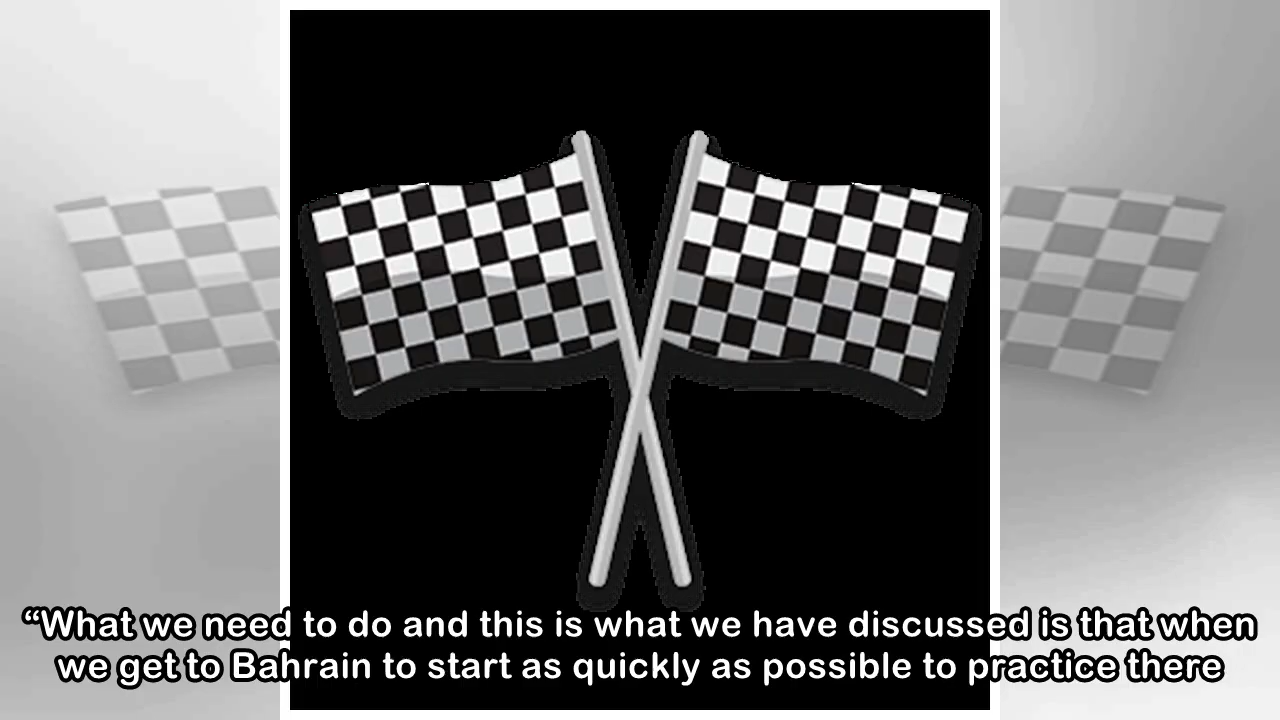 “What we need to do and this is what we have discussed is that when
we get to Bahrain to start as quickly as possible to practice there